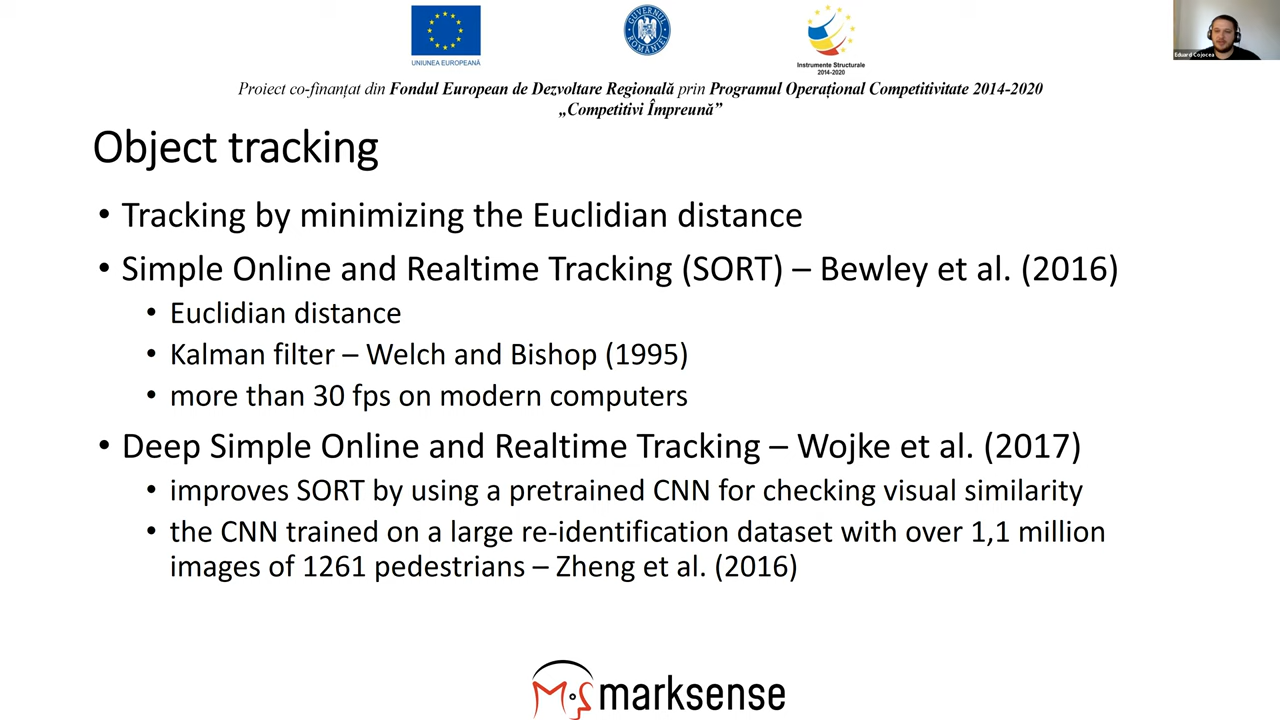 UNIUNEA EUROPEANĂ
GUVERNUL ROMÂNIEI
Instrumente Structurale
2014-2020
Eduard Cojocea
Proiect co-finanțat din Fondul European de Dezvoltare Regională prin Programul Operațional Competitivitate 2014-2020
„Competitivi Împreună”
Object tracking
• Tracking by minimizing the Euclidian distance
• Simple Online and Realtime Tracking (SORT) – Bewley et al. (2016)
• Euclidian distance
• Kalman filter – Welch and Bishop (1995)
• more than 30 fps on modern computers
• Deep Simple Online and Realtime Tracking – Wojke et al. (2017)
• improves SORT by using a pretrained CNN for checking visual similarity
• the CNN trained on a large re-identification dataset with over 1,1 million
images of 1261 pedestrians – Zheng et al. (2016)
marksense